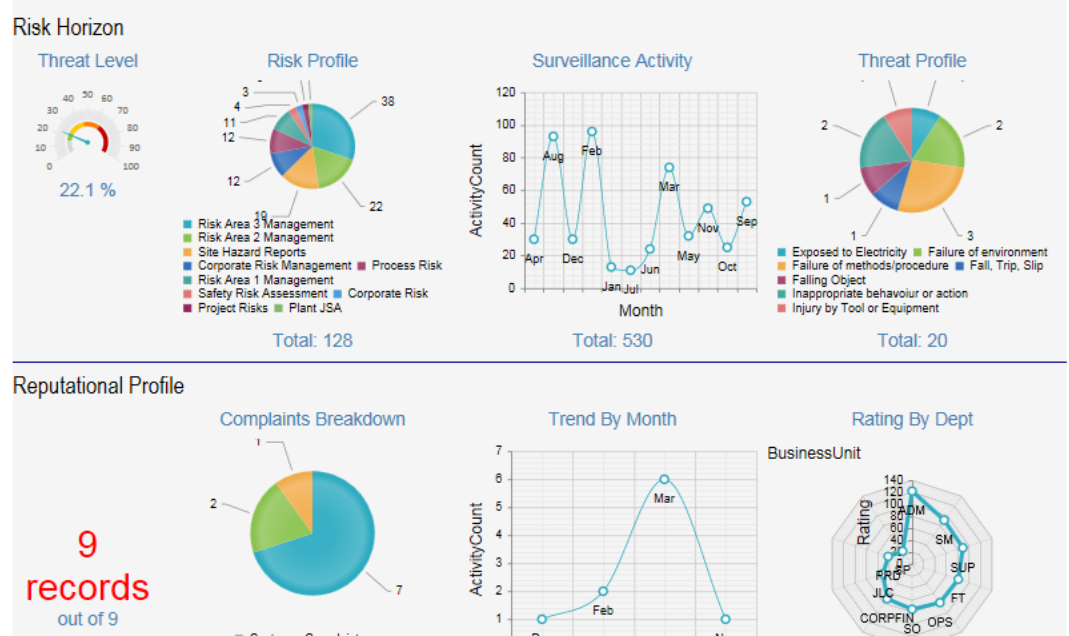 Risk Horizon
Threat Level
Risk Profile
Surveillance Activity
Threat Profile
0
10
20
30
40
50
60
70
80
90
100
22.1 %
3
4
11
12
12
19
22
38
Risk Area 3 Management
Risk Area 2 Management
Site Hazard Reports
Corporate Risk Management Process Risk
Risk Area 1 Management
Safety Risk Assessment Corporate Risk
Project Risks Plant JSA
Total: 128
ActivityCount
120
100
80
60
40
20
0
Apr
Aug
Dec
Feb
Jan
Jul
Jun
Mar
May
Nov
Oct
Sep
Month
Total: 530
2
2
1
1
3
Exposed to Electricity Failure of environment
Failure of methods/procedure Fall, Trip, Slip
Falling Object
Inappropriate behavoiur or action
Injury by Tool or Equipment
Total: 20
Reputational Profile
Complaints Breakdown
Trend By Month
Rating By Dept
9
records
out of 9
1
2
7
ActivityCount
7
6
5
4
3
2
1
Feb
Mar
BusinessUnit
Rating
140
120
100
80
60
40
20
0
ADM
SM
SUP
FT
OPS
SO
CORPFIN
JLC
PRD
SP